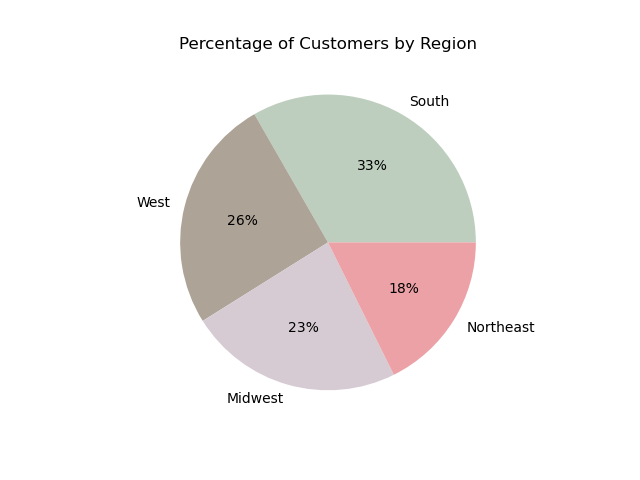 Percentage of Customers by Region
South
33%
West
26%
18%
23%
Northeast
Midwest